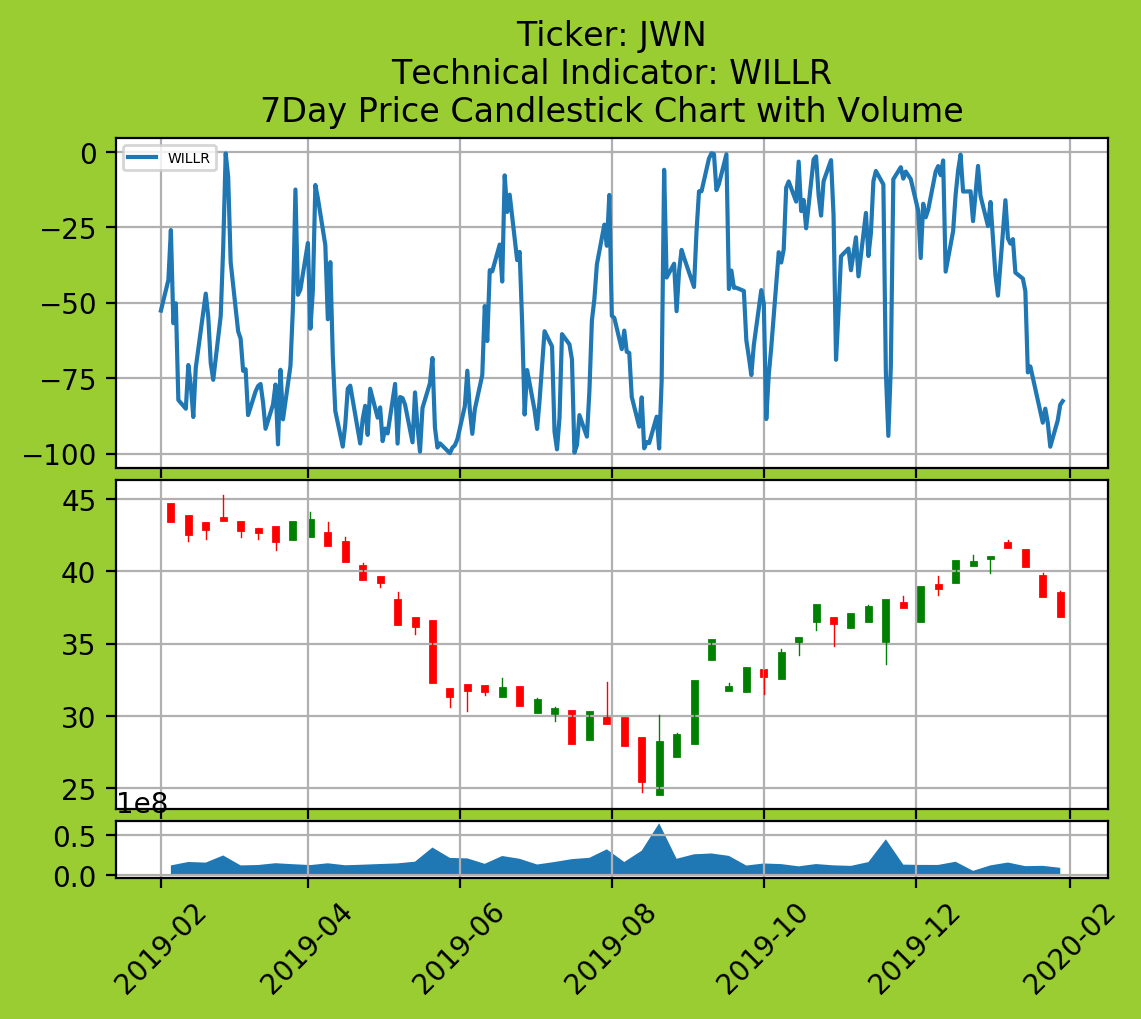 Ticker: JWN
Technical Indicator: WILLR
7Day Price Candlestick Chart with Volume
WILLR
0
−25
−50
−75
−100
45
40
35
30
25
1e8
0.5
0.0
2019-02 2019-04 2019-06 2019-08 2019-10 2019-12 2020-02